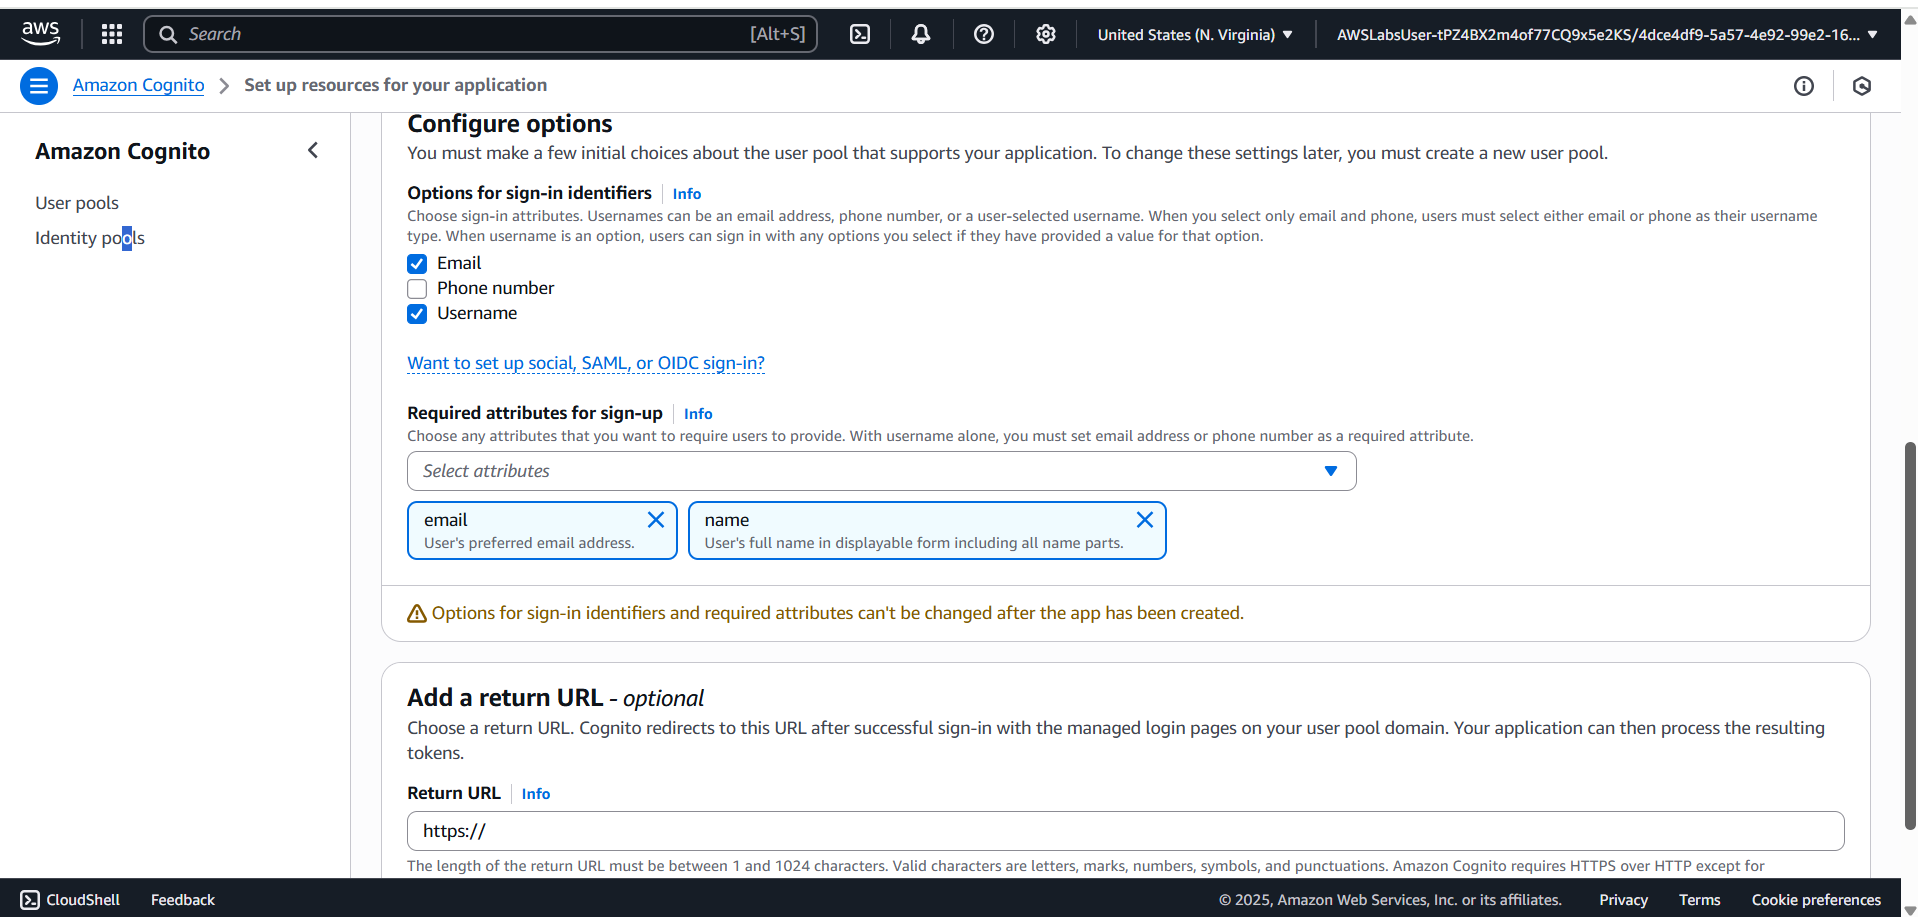 aws
Search
[Alt+S]
United States (N. Virginia)
AWSLabsUser-tPZ4BX2m4of77CQ9x5e2KS/4dce4df9-5a57-4e92-99e2-16...
Amazon Cognito
Set up resources for your application
Amazon Cognito
User pools
Identity pools
Configure options
You must make a few initial choices about the user pool that supports your application. To change these settings later, you must create a new user pool.
Options for sign-in identifiers
Info
Choose sign-in attributes. Usernames can be an email address, phone number, or a user-selected username. When you select only email and phone, users must select either email or phone as their username
type. When username is an option, users can sign in with any options you select if they have provided a value for that option.
Email
Phone number
Username
Want to set up social, SAML, or OIDC sign-in?
Required attributes for sign-up
Info
Choose any attributes that you want to require users to provide. With username alone, you must set email address or phone number as a required attribute.
Select attributes
email
User's preferred email address.
name
User's full name in displayable form including all name parts.
Options for sign-in identifiers and required attributes can't be changed after the app has been created.
Add a return URL - optional
Choose a return URL. Cognito redirects to this URL after successful sign-in with the managed login pages on your user pool domain. Your application can then process the resulting
tokens.
Return URL
Info
https://
The length of the return URL must be between 1 and 1024 characters. Valid characters are letters, marks, numbers, symbols, and punctuations. Amazon Cognito requires HTTPS over HTTP except for
CloudShell
Feedback
© 2025, Amazon Web Services, Inc. or its affiliates.
Privacy
Terms
Cookie preferences